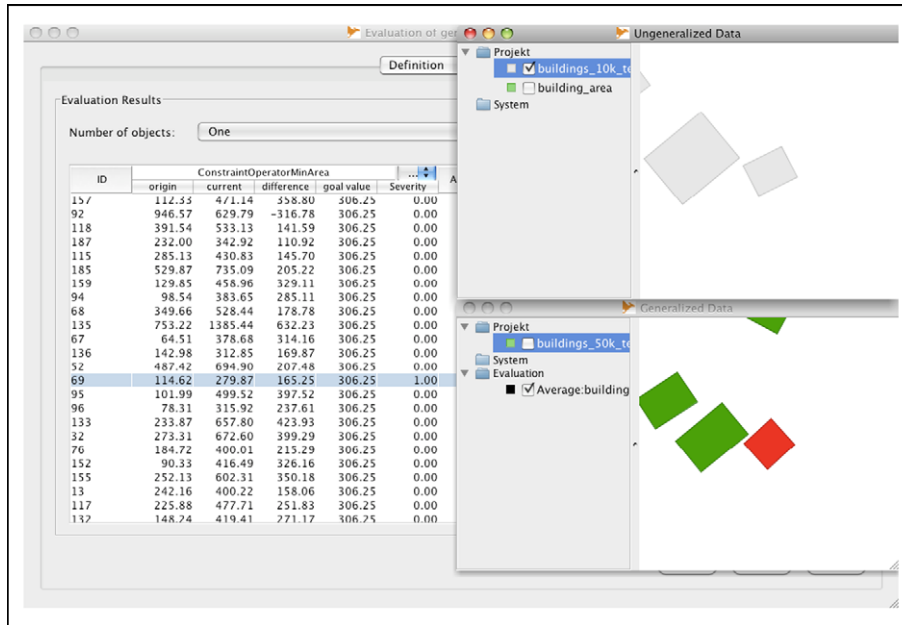 Evaluation of ger
Ungeneralized Data
Definition
Projekt
buildings_10k_te
building_area
System
Evaluation Results
Number of objects: One
ID ConstraintOperatorMinArea ... A
origin current difference goal value Severity
157 112.33 471.14 358.80 306.25 0.00
92 946.57 629.79 -316.78 306.25 0.00
118 391.54 533.13 141.59 306.25 0.00
187 232.00 342.92 110.92 306.25 0.00
115 285.13 430.83 145.70 306.25 0.00
185 529.87 735.09 205.22 306.25 0.00
159 129.85 458.96 329.11 306.25 0.00
94 98.54 383.65 285.11 306.25 0.00
68 349.66 528.44 178.78 306.25 0.00
135 753.22 1385.44 632.23 306.25 0.00
67 64.51 378.68 314.16 306.25 0.00
136 142.98 312.85 169.87 306.25 0.00
52 487.42 694.90 207.48 306.25 0.00
69 114.62 279.87 165.25 306.25 1.00
95 101.99 499.52 397.52 306.25 0.00
96 78.31 315.92 237.61 306.25 0.00
133 233.87 657.80 423.93 306.25 0.00
32 273.31 672.60 399.29 306.25 0.00
76 184.72 400.01 215.29 306.25 0.00
152 90.33 416.49 326.16 306.25 0.00
155 252.13 602.31 350.18 306.25 0.00
13 242.16 400.22 158.06 306.25 0.00
117 225.88 477.71 251.83 306.25 0.00
132 148.24 419.41 271.17 306.25 0.00
Generalized Data
Projekt
buildings_50k_te
System
Evaluation
Average:building